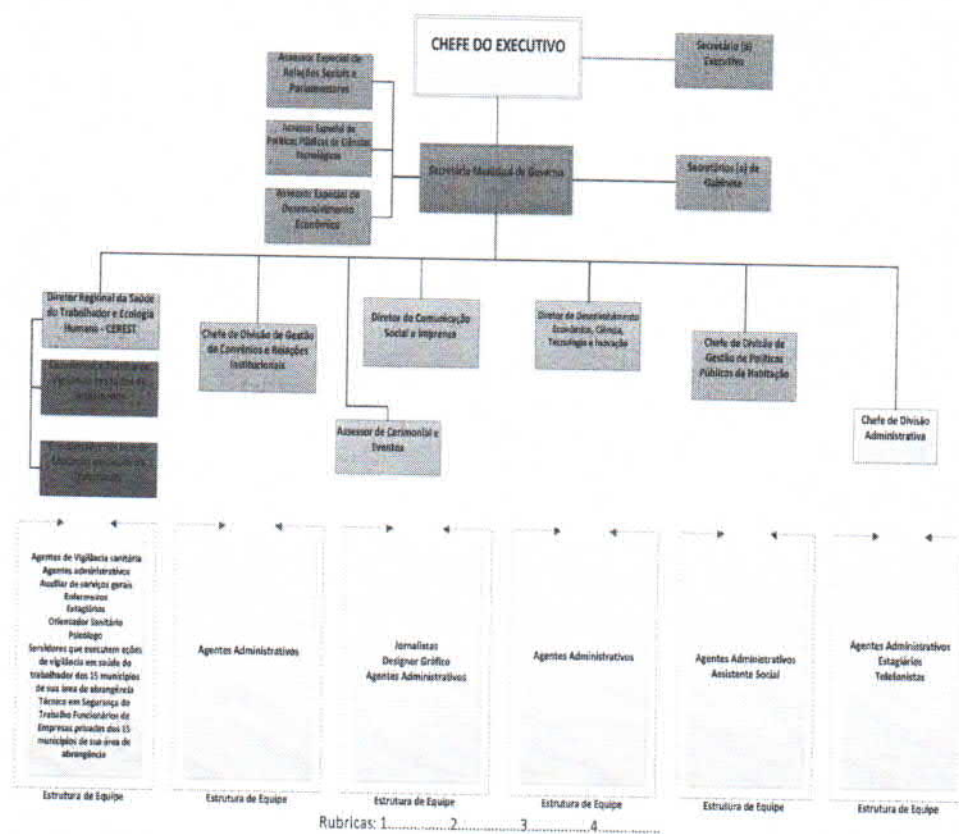 CHEFE DO EXECUTIVO
Secretário (a)
Executivo
Assessor Especial de
Relações Sociais e
Parlamentares
Assessor Especial de
Políticas Públicas de Ciências
Tecnológicas
Assessor Especial de
Desenvolvimento
Econômico
Secretário Municipal de Governo
Secretários (a) de
Gabinete
Diretor Regional da Saúde
do Trabalhador e Ecologia
Humana - CEREST
Chefe de Divisão de Gestão
de Convênios e Relações
Institucionais
Diretor de Comunicação
Social e Imprensa
Diretor de Desenvolvimento
Econômico, Ciência,
Tecnologia e Inovação
Chefe de Divisão de
Gestão de Políticas
Públicas da Habitação
Assessor de Cerimonial e
Eventos
Chefe de Divisão
Administrativa
Agentes de Vigilância sanitária
Agentes administrativos
Auxiliar de serviços gerais
Enfermeiros
Estagiários
Orientador Sanitário
Psicólogo
Servidores que executem ações
de vigilância em saúde do
trabalhador dos 15 municípios
de sua área de abrangência
Técnico em Segurança do
Trabalho Funcionários de
Empresas privadas dos 15
municípios de sua área de
abrangência
Agentes Administrativos
Jornalistas
Designer Gráfico
Agentes Administrativos
Agentes Administrativos
Agentes Administrativos
Assistente Social
Agentes Administrativos
Estagiários
Telefonistas
Estrutura de Equipe
Estrutura de Equipe
Estrutura de Equipe
Estrutura de Equipe
Estrutura de Equipe
Estrutura de Equipe
Rubricas: 1..............2..............3..............4..............